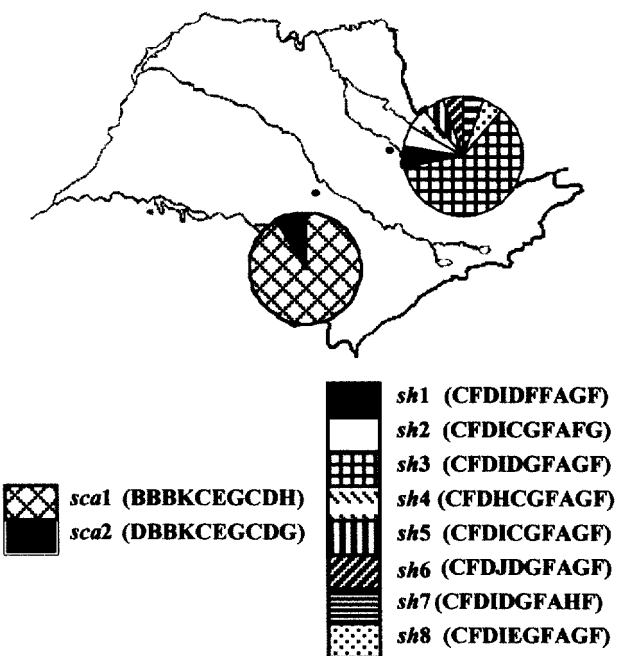 sca1 (BBBKCEGCDH)
sca2 (DBBKCEGCDG)
sh1 (CFDIDFFAGF)
sh2 (CFDICGFAFG)
sh3 (CFDIDGFAGF)
sh4 (CFDHCGFAGF)
sh5 (CFDICGFAGF)
sh6 (CFDJDGFAGF)
sh7 (CFDIDGFAHF)
sh8 (CFDIEGFAGF)